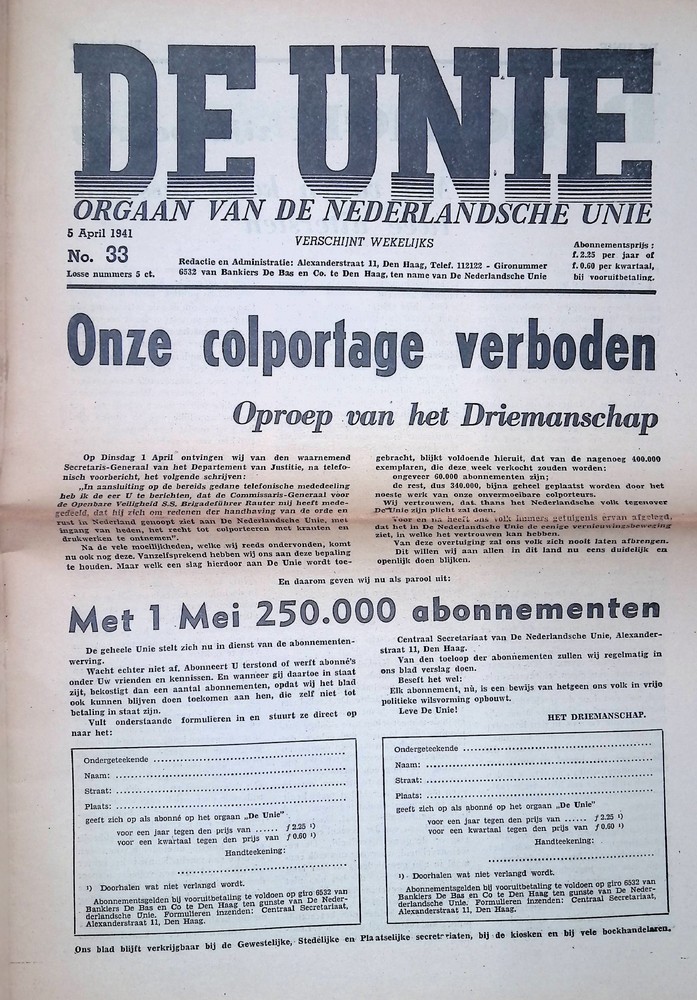 DE UNIE
ORGAAN VAN DE NEDERLANDSCHE UNIE
5 April 1941
No. 33
Losse nummers 5 ct.
VERSCHIJNT WEKELIJKS
Redactie en Administratie: Alexanderstraat 11, Den Haag, Telef. 112122 - Gironummer
6532 van Bankiers De Bas en Co. te Den Haag, ten name van De Nederlandsche Unie
Abonnementsprijs :
f. 2.25 per jaar of
f. 0.60 per kwartaal,
bij vooruitbetaling.
Onze colportage verboden
Oproep van het Driemanschap
Op Dinsdag 1 April ontvingen wij van den waarnemend
Secretaris-Generaal van het Departement van Justitie, na telefo-
nisch voorbericht, het volgende schrijven:
„In aansluiting op de bereids gedane telefonische mededeeling
heb ik de eer U te berichten, dat de Commissaris-Generaal voor
de Openbare Veiligheid S.S. Brigadeführer Rauter mij heeft mede-
gedeeld, dat hij zich om redenen der handhaving van de orde en
rust in Nederland genoopt ziet aan De Nederlandsche Unie, met
ingang van heden, het recht tot colporteeren met kranten en
drukwerken te ontnemen".
Na de vele moeilijkheden, welke wij reeds ondervonden, komt
nu ook nog deze. Vanzelfsprekend hebben wij ons aan deze bepaling
te houden. Maar welk een slag hierdoor aan De Unie wordt toe-
gebracht, blijkt voldoende hieruit, dat van de nagenoeg 400.000
exemplaren, die deze week verkocht zouden worden:
ongeveer 60.000 abonnementen zijn;
de rest, dus 340.000, bijna geheel geplaatst worden door het
noeste werk van onze onvermoeibare colporteurs.
Wij vertrouwen, dat thans het Nederlandsche volk tegenover
De Unie zijn plicht zal doen.
Voor en na heeft ons volk immers getuigenis ervan afgelegd,
dat het in De Nederlandsche Unie de eenige vernieuwingsbeweging
ziet, in welke het vertrouwen kan hebben.
Van deze overtuiging zal ons volk zich nooit laten afbrengen.
Dit willen wij aan allen in dit land nu eens duidelijk en
openlijk doen blijken.
En daarom geven wij nu als parool uit:
Met 1 Mei 250.000 abonnementen
De geheele Unie stelt zich nu in dienst van de abonnementen-
werving.
Wacht echter niet af. Abonneert U terstond of werft abonné's
onder Uw vrienden en kennissen. En wanneer gij daartoe in staat
zijt, bekostigt dan een aantal abonnementen, opdat wij het blad
ook kunnen blijven doen toekomen aan hen, die zelf niet tot
betaling in staat zijn.
Vult onderstaande formulieren in en stuurt ze direct op
naar het:
Centraal Secretariaat van De Nederlandsche Unie, Alexander-
straat 11, Den Haag.
Van den toeloop der abonnementen zullen wij regelmatig in
ons blad verslag doen.
Beseft het wel:
Elk abonnement, nù, is een bewijs van hetgeen ons volk in vrije
politieke wilsvorming opbouwt.
Leve De Unie!
HET DRIEMANSCHAP.
Ondergeteekende
Naam:
Straat:
Plaats:
geeft zich op als abonné op het orgaan „De Unie"
voor een jaar tegen den prijs van ...... f 2.25 ¹)
voor een kwartaal tegen den prijs van f 0.60 ¹)
Handteekening:
¹) Doorhalen wat niet verlangd wordt.
Abonnementsgelden bij vooruitbetaling te voldoen op giro 6532 van
Bankiers De Bas en Co te Den Haag ten gunste van De Neder-
derlandsche Unie. Formulieren inzenden: Centraal Secretariaat,
Alexanderstraat 11, Den Haag.
Ondergeteekende
Naam:
Straat:
Plaats:
geeft zich op als abonné op het orgaan „De Unie"
voor een jaar tegen den prijs van ...... f 2.25 ¹)
voor een kwartaal tegen den prijs van f 0.60 ¹)
Handteekening:
¹) Doorhalen wat niet verlangd wordt.
Abonnementsgelden bij vooruitbetaling te voldoen op giro 6532 van
Bankiers De Bas en Co te Den Haag ten gunste van De Neder-
derlandsche Unie. Formulieren inzenden: Centraal Secretariaat,
Alexanderstraat 11, Den Haag.
Ons blad blijft verkrijgbaar bij de Gewestelijke, Stedelijke en Plaatselijke secretariaten, bij de kiosken en bij vele boekhandelaren.